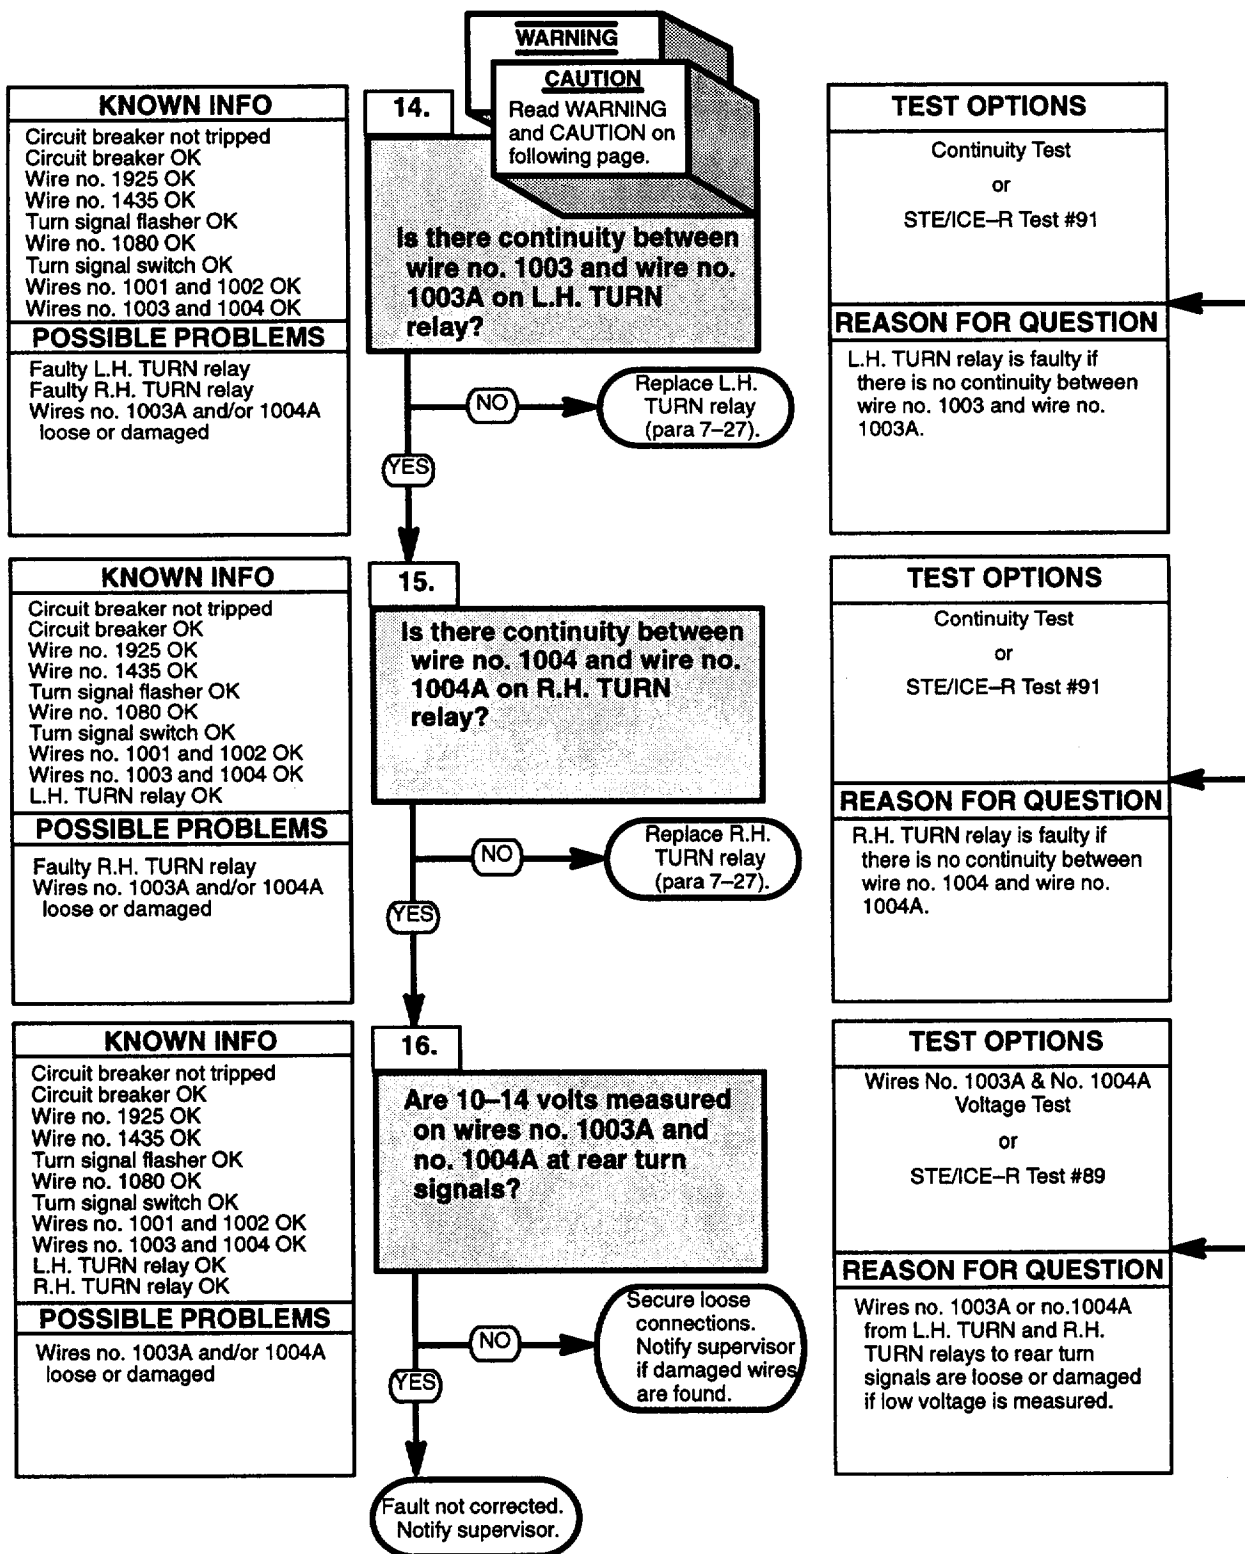 WARNING
CAUTION
Read WARNING
and CAUTION on
following page.
KNOWN INFO
Circuit breaker not tripped
Circuit breaker OK
Wire no. 1925 OK
Wire no. 1435 OK
Turn signal flasher OK
Wire no. 1080 OK
Turn signal switch OK
Wires no. 1001 and 1002 OK
Wires no. 1003 and 1004 OK
POSSIBLE PROBLEMS
Faulty L.H. TURN relay
Faulty R.H. TURN relay
Wires no. 1003A and/or 1004A
loose or damaged
14.
Is there continuity between
wire no. 1003 and wire no.
1003A on L.H. TURN
relay?
NO
Replace L.H.
TURN relay
(para 7–27).
YES
TEST OPTIONS
Continuity Test
or
STE/ICE–R Test #91
REASON FOR QUESTION
L.H. TURN relay is faulty if
there is no continuity between
wire no. 1003 and wire no.
1003A.
KNOWN INFO
Circuit breaker not tripped
Circuit breaker OK
Wire no. 1925 OK
Wire no. 1435 OK
Turn signal flasher OK
Wire no. 1080 OK
Turn signal switch OK
Wires no. 1001 and 1002 OK
Wires no. 1003 and 1004 OK
L.H. TURN relay OK
POSSIBLE PROBLEMS
Faulty R.H. TURN relay
Wires no. 1003A and/or 1004A
loose or damaged
15.
Is there continuity between
wire no. 1004 and wire no.
1004A on R.H. TURN
relay?
NO
Replace R.H.
TURN relay
(para 7–27).
YES
TEST OPTIONS
Continuity Test
or
STE/ICE–R Test #91
REASON FOR QUESTION
R.H. TURN relay is faulty if
there is no continuity between
wire no. 1004 and wire no.
1004A.
KNOWN INFO
Circuit breaker not tripped
Circuit breaker OK
Wire no. 1925 OK
Wire no. 1435 OK
Turn signal flasher OK
Wire no. 1080 OK
Turn signal switch OK
Wires no. 1001 and 1002 OK
Wires no. 1003 and 1004 OK
L.H. TURN relay OK
R.H. TURN relay OK
POSSIBLE PROBLEMS
Wires no. 1003A and/or 1004A
loose or damaged
16.
Are 10–14 volts measured
on wires no. 1003A and
no. 1004A at rear turn
signals?
NO
Secure loose
connections.
Notify supervisor
if damaged wires
are found.
YES
Fault not corrected.
Notify supervisor.
TEST OPTIONS
Wires No. 1003A & No. 1004A
Voltage Test
or
STE/ICE–R Test #89
REASON FOR QUESTION
Wires no. 1003A or no.1004A
from L.H. TURN and R.H.
TURN relays to rear turn
signals are loose or damaged
if low voltage is measured.